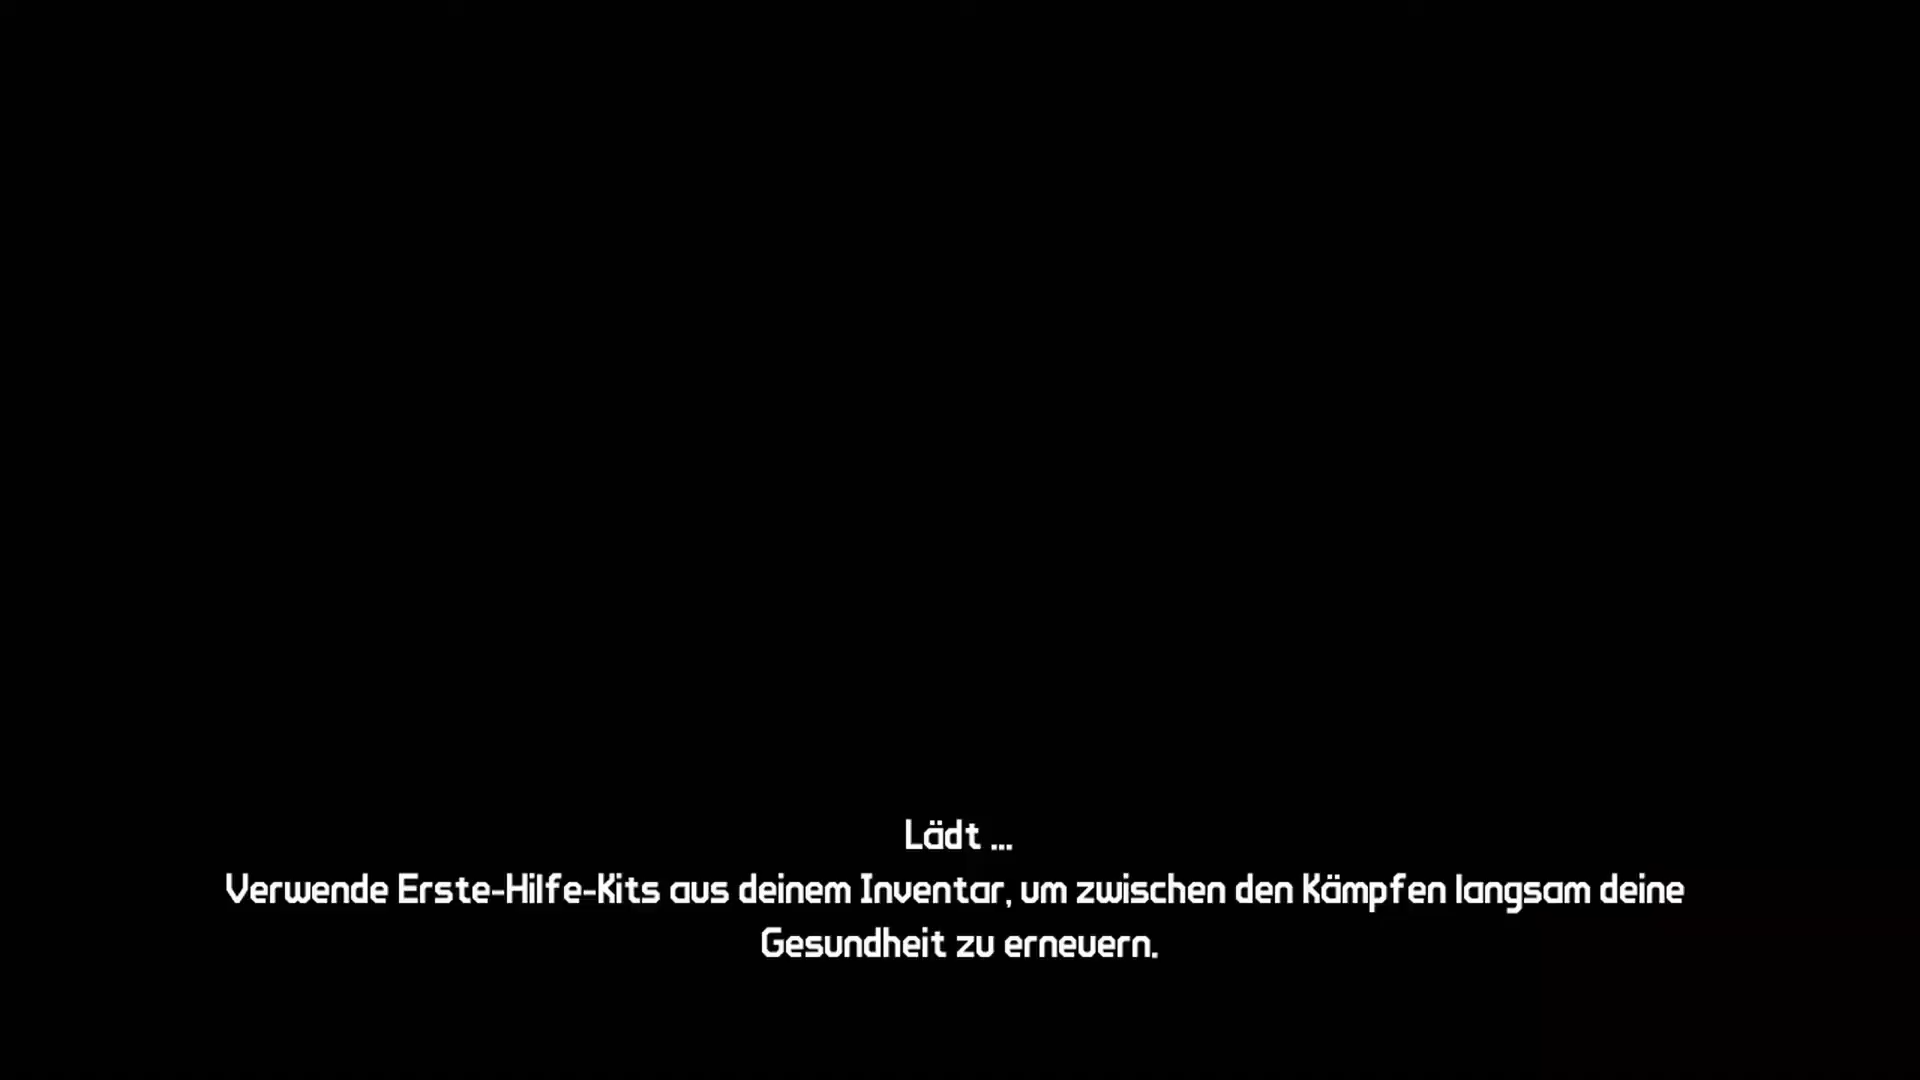 Lädt ...
Verwende Erste-Hilfe-Kits aus deinem Inventar, um zwischen den Kämpfen langsam deine
Gesundheit zu erneuern.